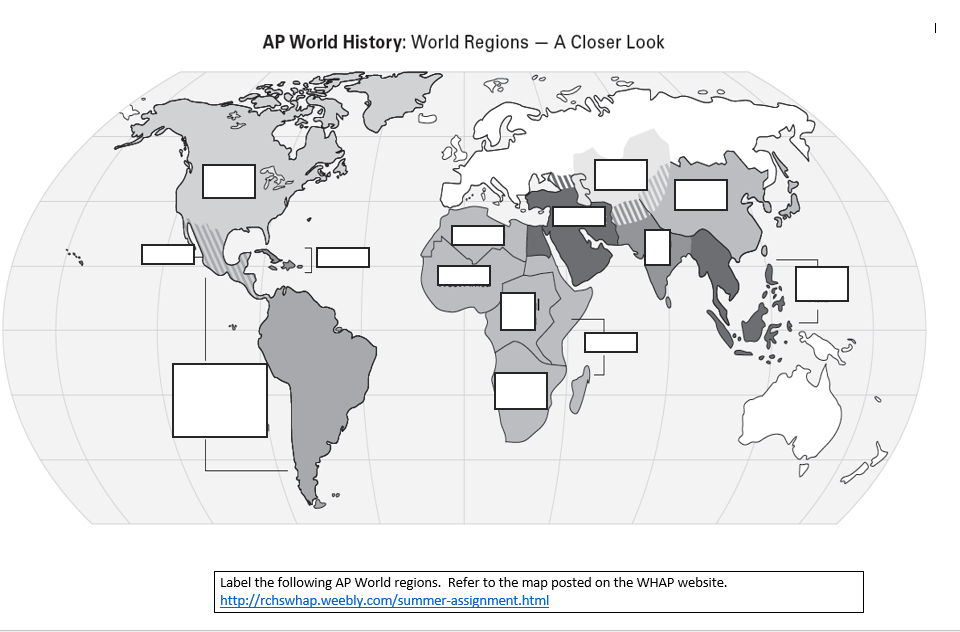 AP World History: World Regions — A Closer Look
Label the following AP World regions.  Refer to the map posted on the WHAP website.
http://rchswhap.weebly.com/summer-assignment.html